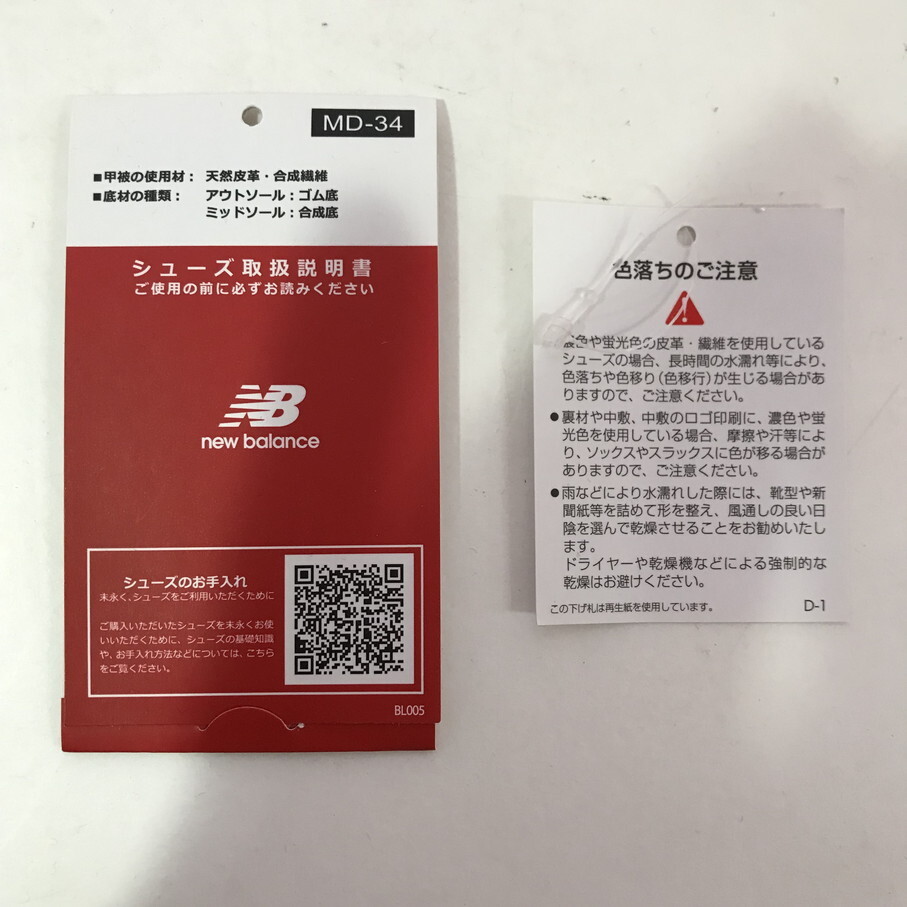 MD-34
■甲被の使用材： 天然皮革・合成繊維
■底材の種類： アウトソール：ゴム底
ミッドソール：合成底
シューズ取扱説明書
ご使用の前に必ずお読みください
NB
new balance
シューズのお手入れ
末永く、シューズをご利用いただくために
ご購入いただいたシューズを末永くお使
いいただくために、シューズの基礎知識
や、お手入れ方法などについては、こちら
をご覧ください。
BL005
色落ちのご注意
濃色や蛍光色の皮革・繊維を使用している
シューズの場合、長時間の水濡れ等により、
色落ちや色移り（色移行）が生じる場合があ
りますので、ご注意ください。
●裏材や中敷、中敷のロゴ印刷に、濃色や蛍
光色を使用している場合、摩擦や汗等によ
り、ソックスやスラックスに色が移る場合が
ありますので、ご注意ください。
●雨などにより水濡れした際には、靴型や新
聞紙等を詰めて形を整え、風通しの良い日
陰を選んで乾燥させることをお勧めいたし
ます。
ドライヤーや乾燥機などによる強制的な
乾燥はお避けください。
この下げ札は再生紙を使用しています。 D-1